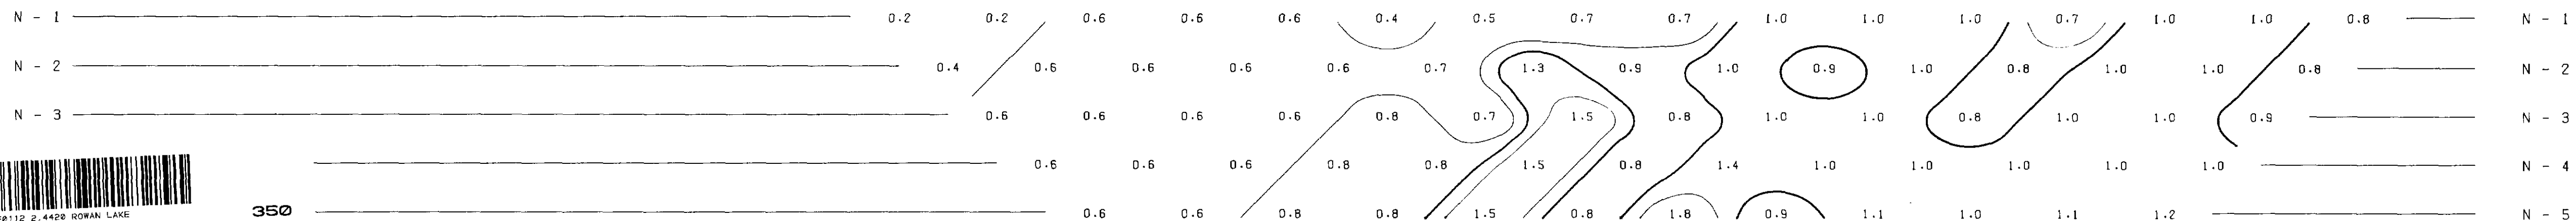 N - 1 0.2 0.2 0.6 0.6 0.6 0.4 0.5 0.7 0.7 1.0 1.0 1.0 0.7 1.0 1.0 0.8 N - 1
N - 2 0.4 0.6 0.6 0.6 0.6 0.7 1.3 0.9 1.0 0.9 1.0 0.8 1.0 1.0 0.8 N - 2
N - 3 0.6 0.6 0.6 0.6 0.8 0.7 1.5 0.8 1.0 1.0 0.8 1.0 1.0 0.9 N - 3
0.6 0.6 0.6 0.8 0.8 1.5 0.8 1.4 1.0 1.0 1.0 1.0 1.0 N - 4
350 0.6 0.6 0.8 0.8 1.5 0.8 1.8 0.9 1.1 1.0 1.1 1.2 N - 5
0112 2.4420 ROWAN LAKE